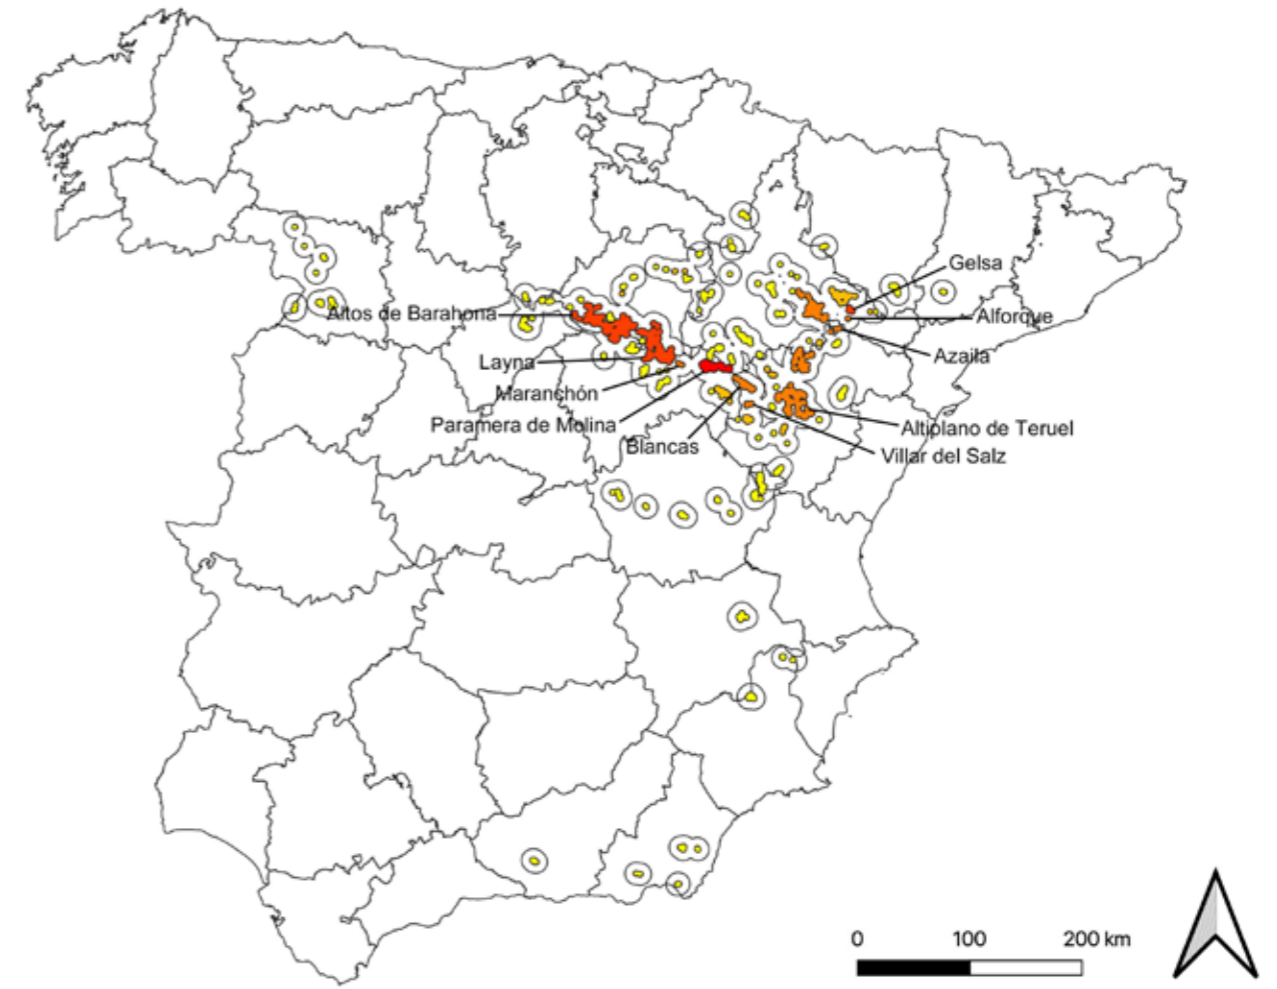 Gelsa
Altos de Barahona
Alforque
Azaila
Layna
Maranchón
Paramera de Molina
Altiplano de Teruel
Blancas
Villar del Salz
0 100 200 km